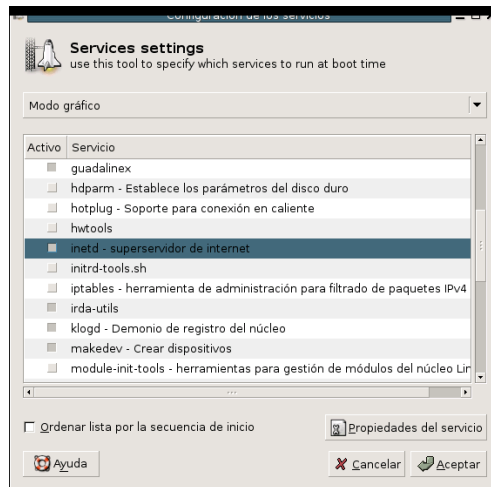 Configuración de los servicios
Services settings
use this tool to specify which services to run at boot time
Modo gráfico
Activo Servicio
guadalinex
hdparm - Establece los parámetros del disco duro
hotplug - Soporte para conexión en caliente
hwtools
inetd - superservidor de internet
initrd-tools.sh
iptables - herramienta de administración para filtrado de paquetes IPv4
irda-utils
klogd - Demonio de registro del núcleo
makedev - Crear dispositivos
module-init-tools - herramientas para gestión de módulos del núcleo Lin
Ordenar lista por la secuencia de inicio
Propiedades del servicio
Ayuda
Cancelar
Aceptar